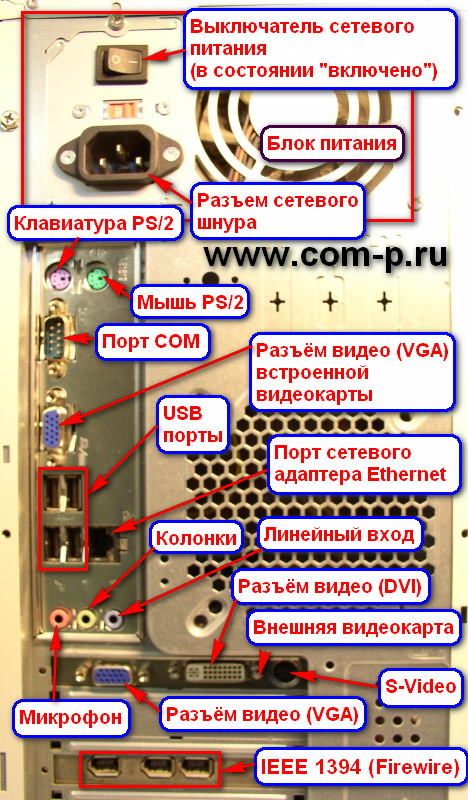 Выключатель сетевого
питания
(в состоянии "включено")
Блок питания
Разъем сетевого
шнура
Клавиатура PS/2
www.com-p.ru
Мышь PS/2
Порт COM
Разъём видео (VGA)
встроенной
видеокарты
USB
порты
Порт сетевого
адаптера Ethernet
Колонки
Линейный вход
Разъём видео (DVI)
Внешняя видеокарта
S-Video
Микрофон
Разъём видео (VGA)
IEEE 1394 (Firewire)